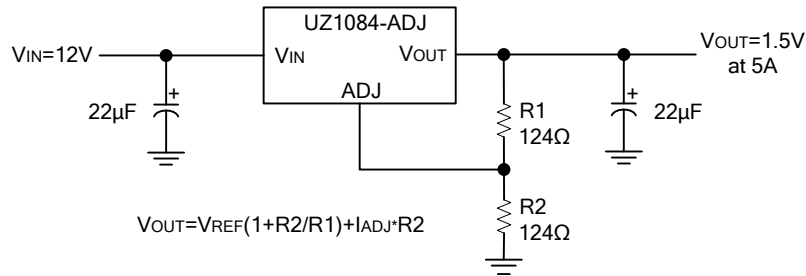 UZ1084-ADJ
VIN=12V
VIN
VOUT
ADJ
VOUT=1.5V
at 5A
22µF
+
R1
124Ω
+
22µF
R2
124Ω
VOUT=VREF(1+R2/R1)+IADJ*R2